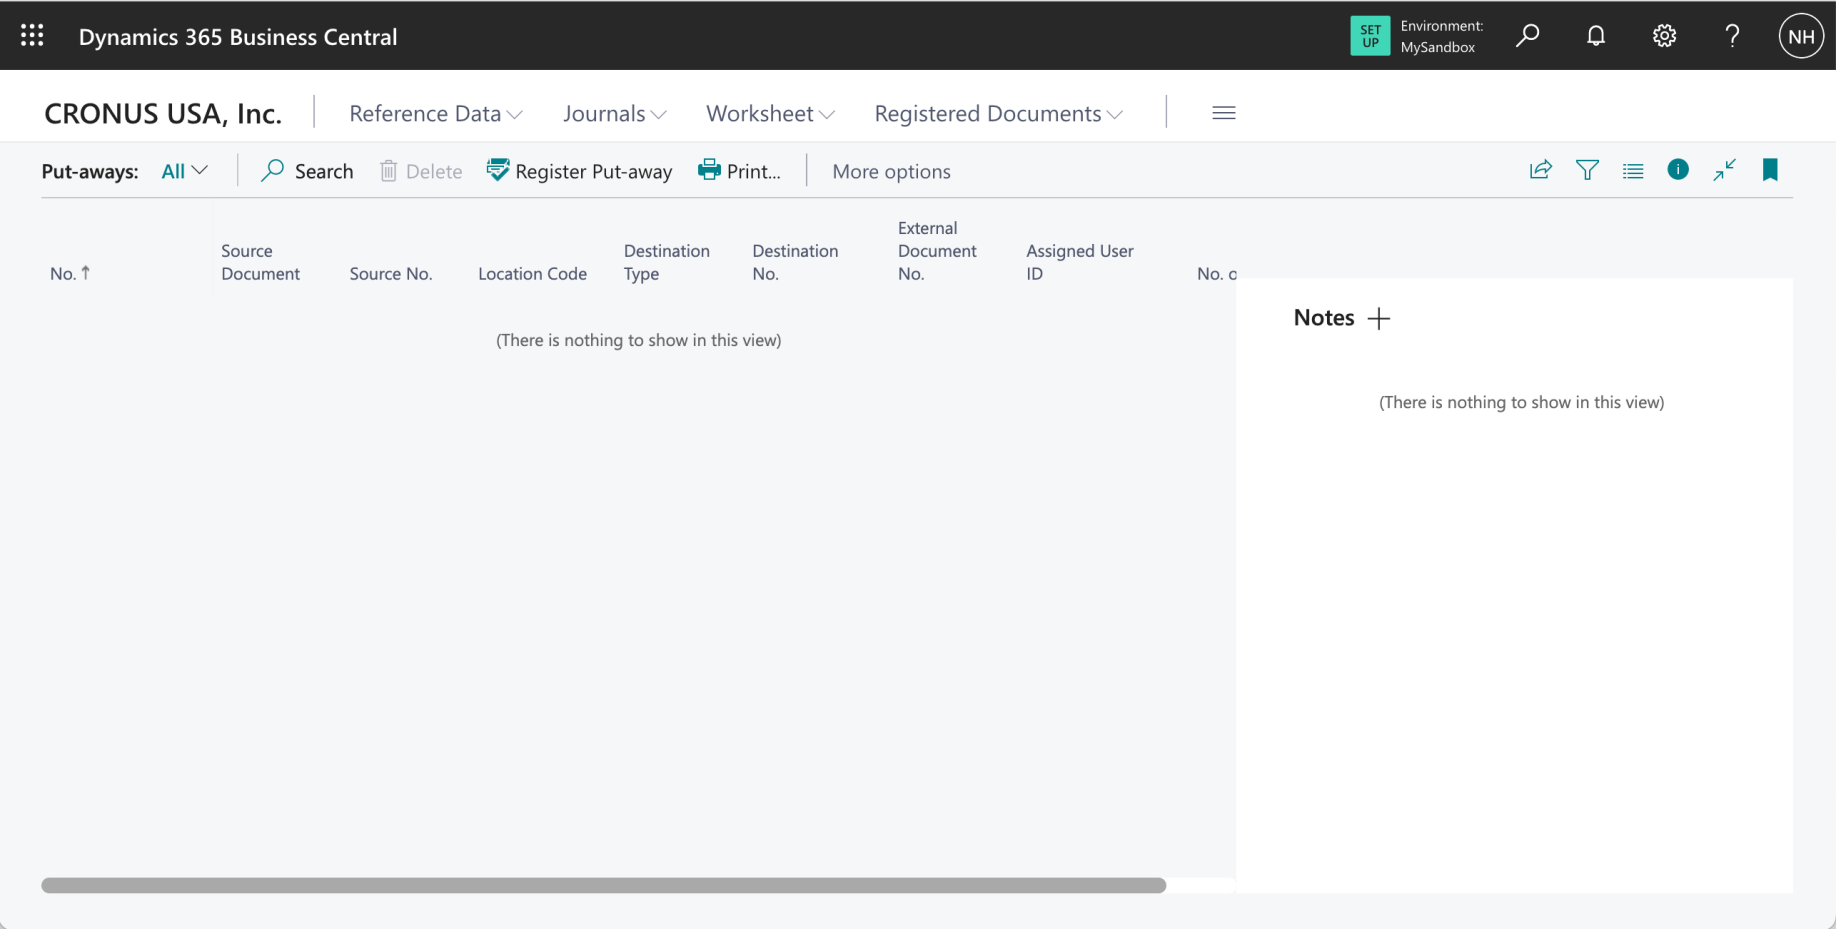 Dynamics 365 Business Central
SET
UP
Environment:
MySandbox
NH
CRONUS USA, Inc.
Reference Data
Journals
Worksheet
Registered Documents
Put-aways:
All
Search
Delete
Register Put-away
Print...
More options
No.
Source
Document
Source No.
Location Code
Destination
Type
Destination
No.
External
Document
No.
Assigned User
ID
No. o
(There is nothing to show in this view)
Notes
(There is nothing to show in this view)